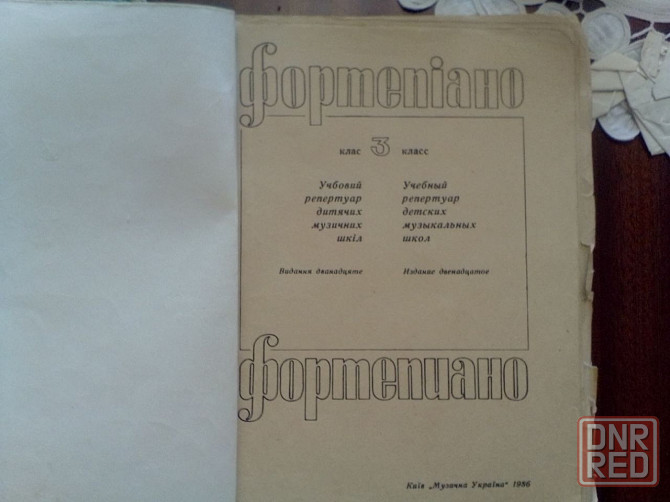 фортепіано
клас 3 класс
Учбовий Учебный
репертуар репертуар
дитячих детских
музичних музыкальных
шкіл школ
Видання дванадцяте Издание двенадцатое
фортепиано
Київ „Музична Україна" 1986
DNR
RED